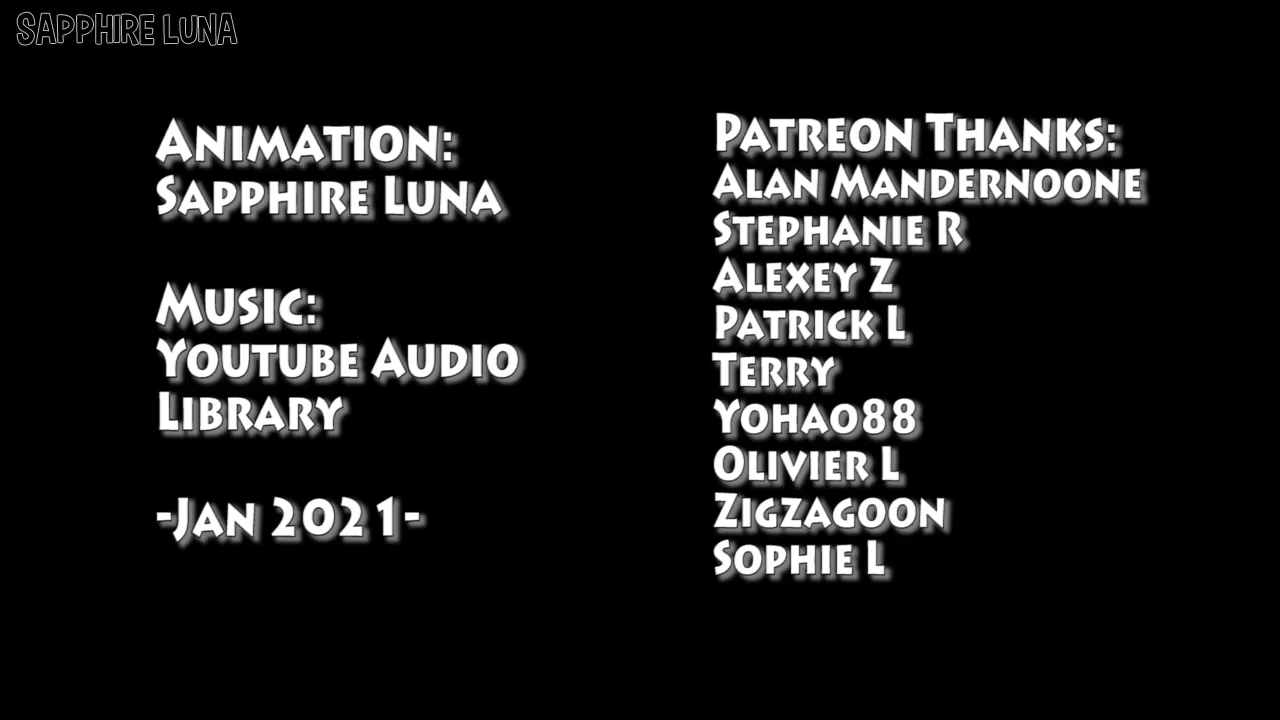 SAPPHIRE LUNA
Animation:
Sapphire Luna
Music:
Youtube Audio
Library
-Jan 2021-
Patreon Thanks:
Alan Mandernoone
Stephanie R
Alexey Z
Patrick L
Terry
Yohao88
Olivier L
Zigzagoon
Sophie L